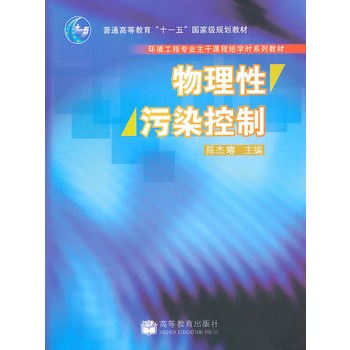 普通高等教育“十一五”国家级规划教材
环境工程专业主干课程短学时系列教材
物理性
污染控制
陈杰瑢 主编
高等教育出版社
HIGHER EDUCATION PRESS